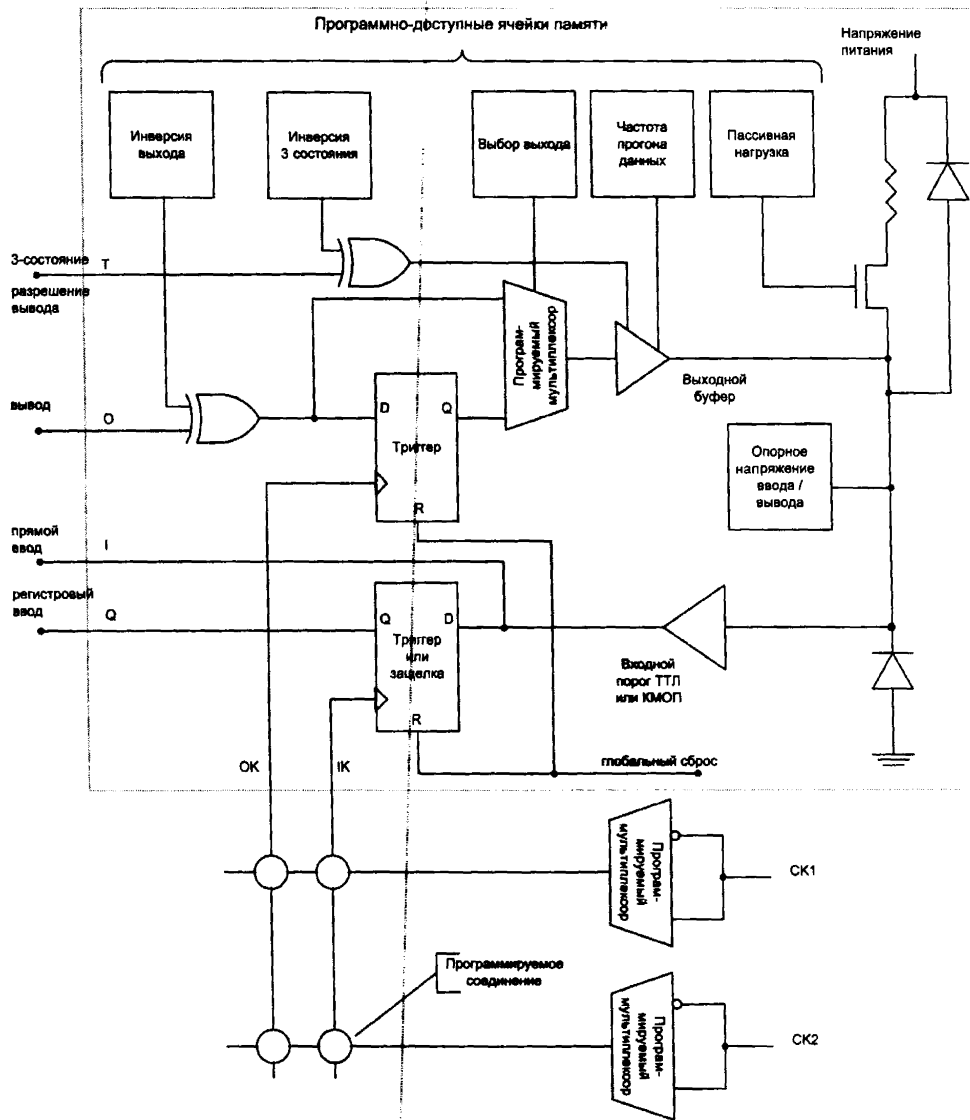 Программно-доступные ячейки памяти
Напряжение
питания
Инверсия
выхода
Инверсия
3 состояния
Выбор выхода
Частота
прогона
данных
Пассивная
нагрузка
3-состояние
T
разрешение
вывода
Програм-
мируемый
мультиплексор
Выходной
буфер
вывод
O
D
Q
Триггер
R
Опорное
напряжение
ввода /
вывода
прямой
ввод
I
регистровый
ввод
Q
Q
D
Триггер
или
защелка
R
Входной
порог ТТЛ
или КМОП
OK
IK
глобальный сброс
Програм-
мируемый
мультиплексор
CK1
Программируемое
соединение
Програм-
мируемый
мультиплексор
CK2